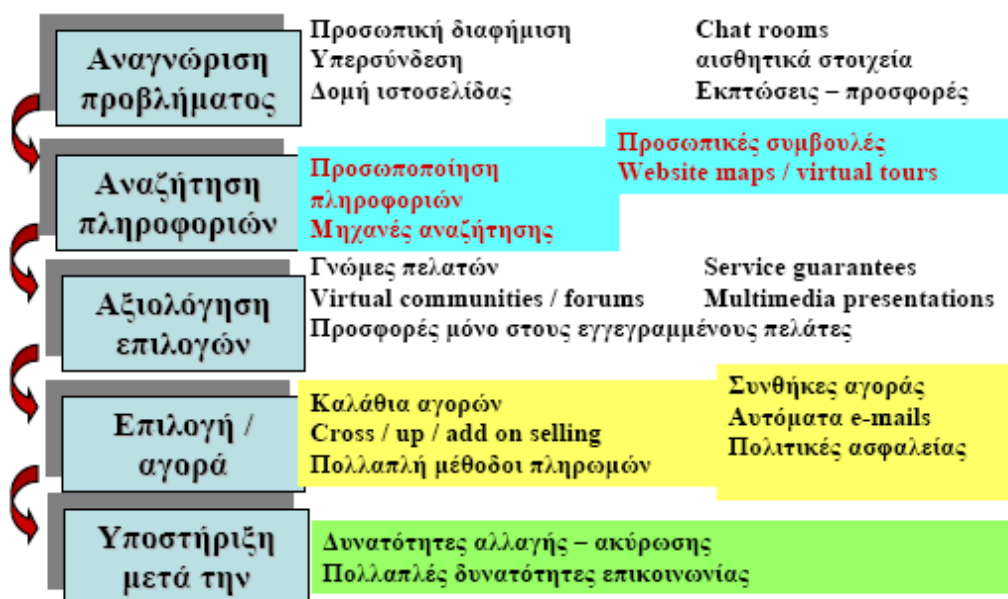 Αναγνώριση
προβλήματος
Προσωπική διαφήμιση
Υπερσύνδεση
Δομή ιστοσελίδας
Chat rooms
αισθητικά στοιχεία
Εκπτώσεις – προσφορές
Αναζήτηση
πληροφοριών
Προσωποποίηση
πληροφοριών
Μηχανές αναζήτησης
Προσωπικές συμβουλές
Website maps / virtual tours
Αξιολόγηση
επιλογών
Γνώμες πελατών
Virtual communities / forums
Προσφορές μόνο στους εγγεγραμμένους πελάτες
Service guarantees
Multimedia presentations
Επιλογή /
αγορά
Καλάθια αγορών
Cross / up / add on selling
Πολλαπλή μέθοδοι πληρωμών
Συνθήκες αγοράς
Αυτόματα e-mails
Πολιτικές ασφαλείας
Υποστήριξη
μετά την
Δυνατότητες αλλαγής – ακύρωσης
Πολλαπλές δυνατότητες επικοινωνίας